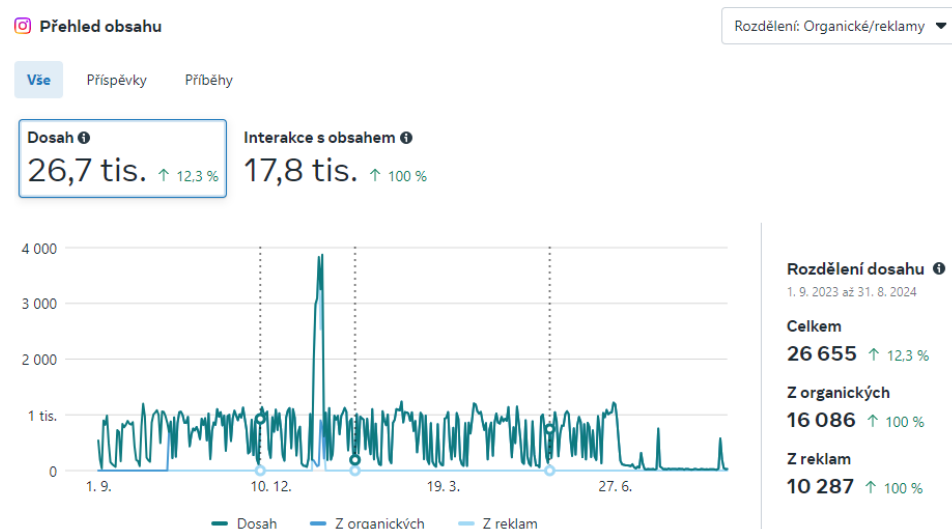 Přehled obsahu
Rozdělení: Organické/reklamy
Vše Příspěvky Příběhy
Dosah Interakce s obsahem
26,7 tis. ↑ 12,3 % 17,8 tis. ↑ 100 %
4 000
3 000
2 000
1 tis.
0
1. 9. 10. 12. 19. 3. 27. 6.
Dosah Z organických Z reklam
Rozdělení dosahu
1. 9. 2023 až 31. 8. 2024
Celkem
26 655 ↑ 12,3 %
Z organických
16 086 ↑ 100 %
Z reklam
10 287 ↑ 100 %